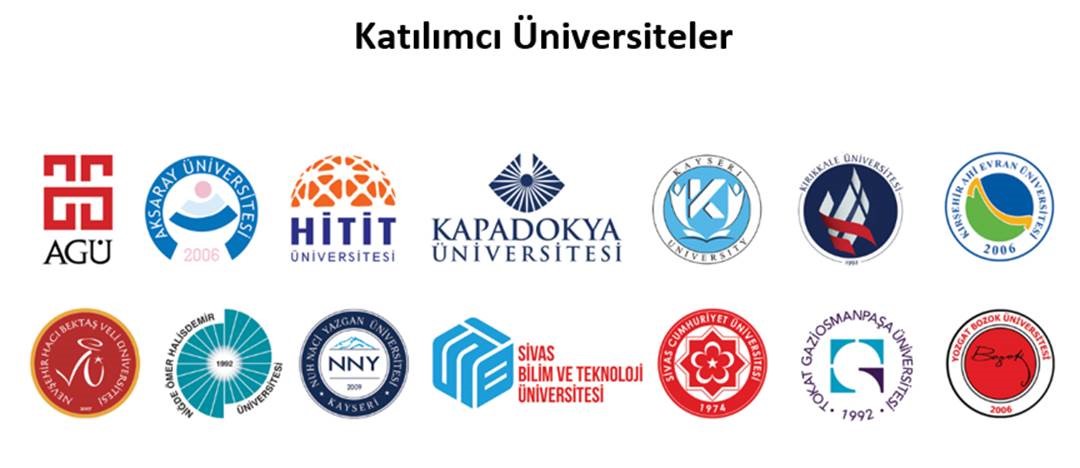 Katılımcı Üniversiteler
AGÜ
AKSARAY ÜNİVERSİTESİ
2006
HİTİT
ÜNİVERSİTESİ
KAPADOKYA
ÜNİVERSİTESİ
KAYSERİ
UNIVERSITY
KIRIKKALE ÜNİVERSİTESİ
1992
KIRŞEHİR AHİ EVRAN ÜNİVERSİTESİ
2006
NEVŞEHİR HACI BEKTAŞ VELİ ÜNİVERSİTESİ
2007
NİĞDE ÖMER HALİSDEMİR
ÜNİVERSİTESİ
1992
NUH NACİ YAZGAN ÜNİVERSİTESİ
NNY
2009
• KAYSERİ •
SİVAS
BİLİM VE TEKNOLOJİ
ÜNİVERSİTESİ
SİVAS CUMHURİYET ÜNİVERSİTESİ
1974
TOKAT GAZİOSMANPAŞA ÜNİVERSİTESİ
• 1992 •
YOZGAT BOZOK ÜNİVERSİTESİ
Bozok
2006